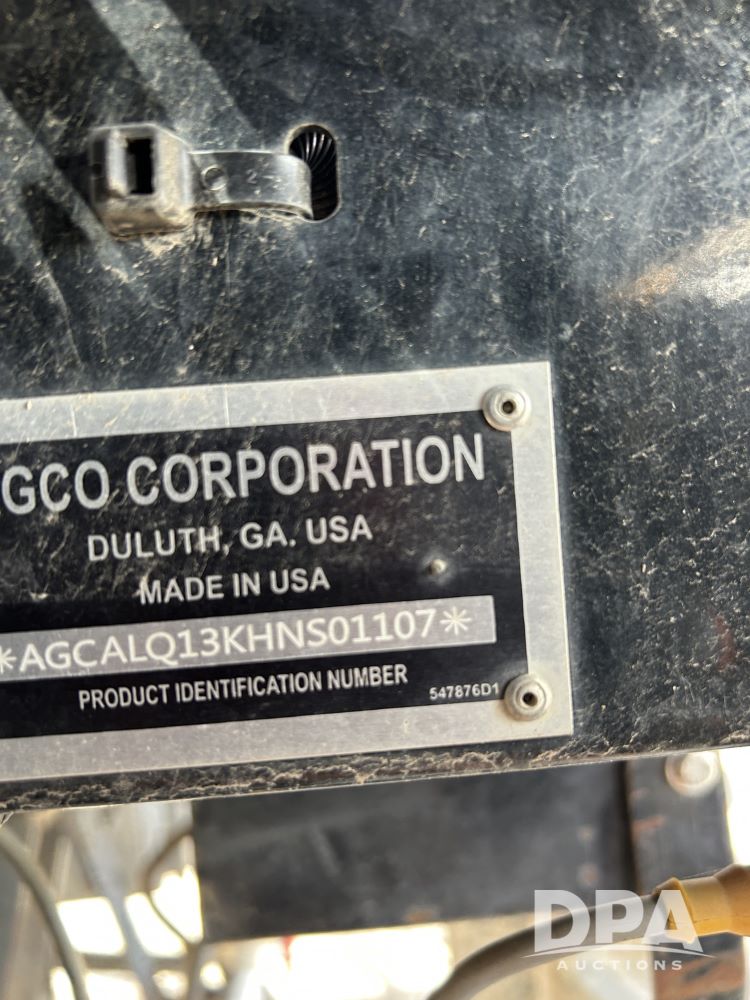 GCO CORPORATION
DULUTH, GA. USA
MADE IN USA
*AGCALQ13KHNS01107*
PRODUCT IDENTIFICATION NUMBER
547876D1
DPA
AUCTIONS